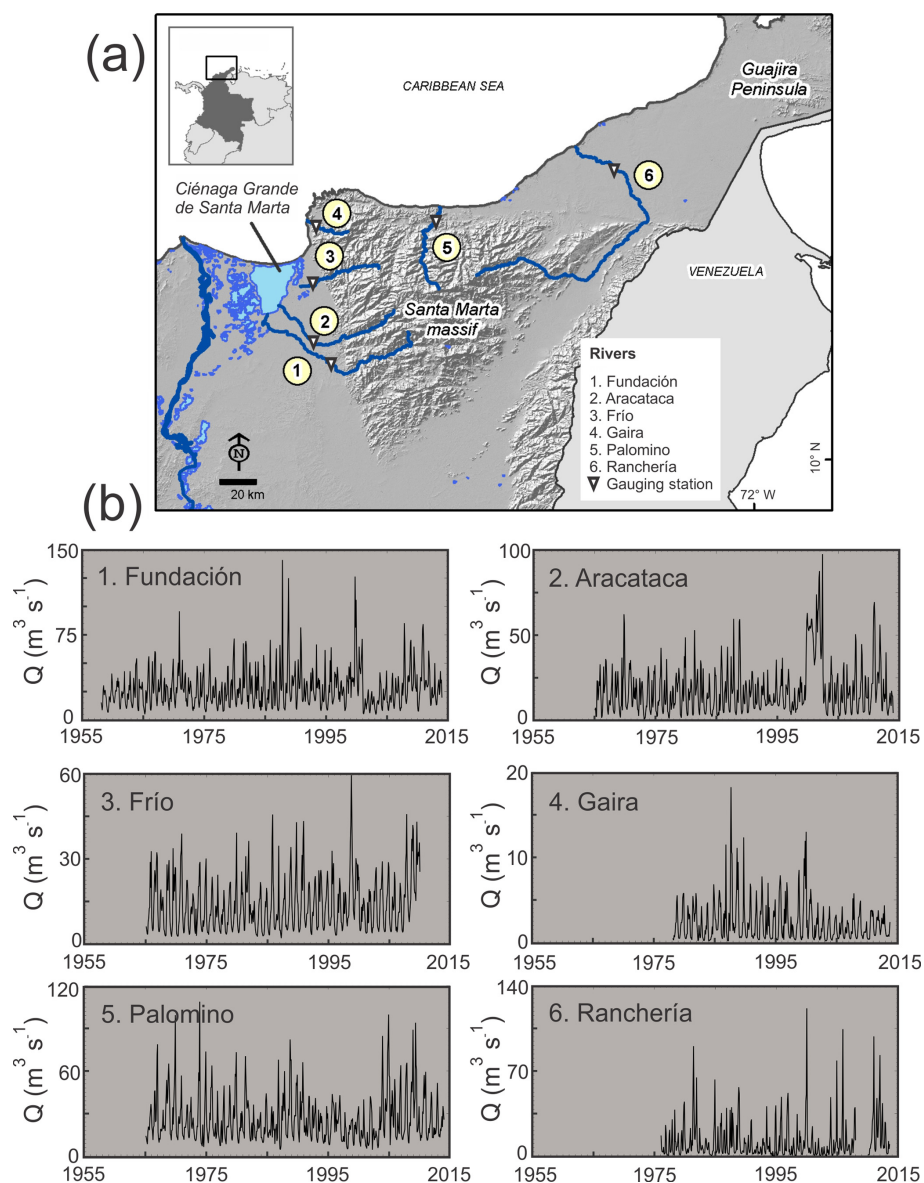 (a)
CARIBBEAN SEA
Guajira
Peninsula
Ciénaga Grande
de Santa Marta
6
4
5
3
VENEZUELA
Santa Marta
massif
2
1
Rivers
1. Fundación
2. Aracataca
3. Frío
4. Gaira
5. Palomino
6. Ranchería
Gauging station
N
20 km
10° N
72° W
(b)
150
75
0
Q (m³ s⁻¹)
1. Fundación
1955 1975 1995 2015
100
50
0
Q (m³ s⁻¹)
2. Aracataca
1955 1975 1995 2015
60
30
0
Q (m³ s⁻¹)
3. Frío
1955 1975 1995 2015
20
10
0
Q (m³ s⁻¹)
4. Gaira
1955 1975 1995 2015
120
60
0
Q (m³ s⁻¹)
5. Palomino
1955 1975 1995 2015
140
70
0
Q (m³ s⁻¹)
6. Ranchería
1955 1975 1995 2015